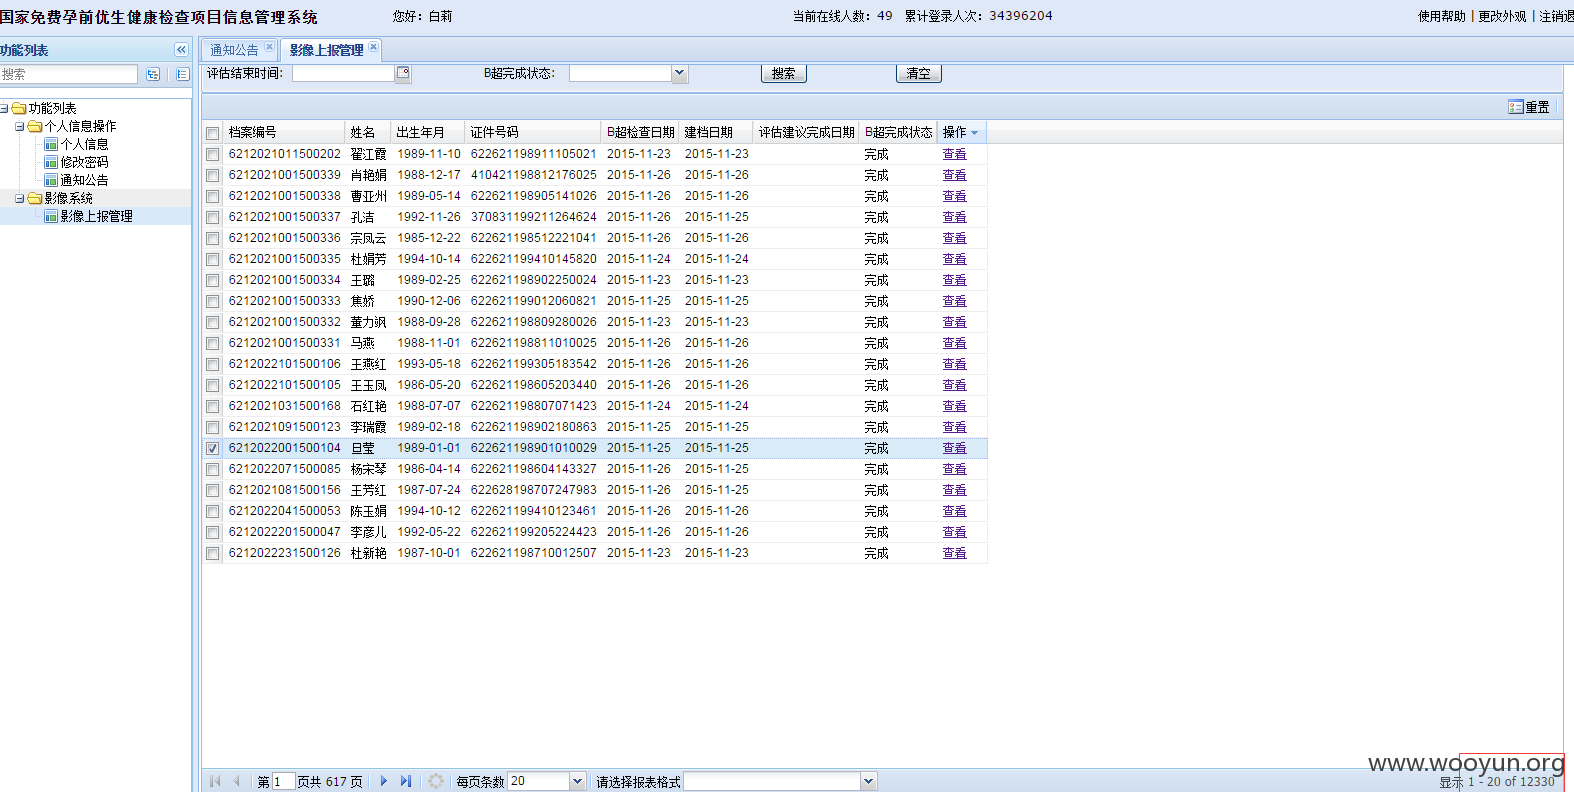 国家免费孕前优生健康检查项目信息管理系统 您好：白莉 当前在线人数：49 累计登录人次：34396204 使用帮助 | 更改外观 | 注销退
功能列表 通知公告 影像上报管理
搜索 评估结束时间： B超完成状态： 搜索 清空
重置
功能列表
个人信息操作
个人信息
修改密码
通知公告
影像系统
影像上报管理
档案编号 姓名 出生年月 证件号码 B超检查日期 建档日期 评估建议完成日期 B超完成状态 操作
6212021011500202 翟江霞 1989-11-10 622621198911105021 2015-11-23 2015-11-23 完成 查看
6212021001500339 肖艳娟 1988-12-17 410421198812176025 2015-11-26 2015-11-26 完成 查看
6212021001500338 曹亚州 1989-05-14 622621198905141026 2015-11-26 2015-11-26 完成 查看
6212021001500337 孔洁 1992-11-26 370831199211264624 2015-11-26 2015-11-25 完成 查看
6212021001500336 宗凤云 1985-12-22 622621198512221041 2015-11-26 2015-11-26 完成 查看
6212021001500335 杜娟芳 1994-10-14 622621199410145820 2015-11-24 2015-11-24 完成 查看
6212021001500334 王璐 1989-02-25 622621198902250024 2015-11-23 2015-11-23 完成 查看
6212021001500333 焦娇 1990-12-06 622621199012060821 2015-11-25 2015-11-25 完成 查看
6212021001500332 董力飒 1988-09-28 622621198809280026 2015-11-23 2015-11-23 完成 查看
6212021001500331 马燕 1988-11-01 622621198811010025 2015-11-26 2015-11-26 完成 查看
6212022101500106 王燕红 1993-05-18 622621199305183542 2015-11-26 2015-11-26 完成 查看
6212022101500105 王玉凤 1986-05-20 622621198605203440 2015-11-26 2015-11-26 完成 查看
6212021031500168 石红艳 1988-07-07 622621198807071423 2015-11-24 2015-11-24 完成 查看
6212021091500123 李瑞霞 1989-02-18 622621198902180863 2015-11-25 2015-11-25 完成 查看
6212022001500104 旦莹 1989-01-01 622621198901010029 2015-11-25 2015-11-25 完成 查看
6212022071500085 杨宋琴 1986-04-14 622621198604143327 2015-11-26 2015-11-25 完成 查看
6212021081500156 王芳红 1987-07-24 622628198707247983 2015-11-26 2015-11-25 完成 查看
6212022041500053 陈玉娟 1994-10-12 622621199410123461 2015-11-26 2015-11-26 完成 查看
6212022201500047 李彦儿 1992-05-22 622621199205224423 2015-11-26 2015-11-26 完成 查看
6212022231500126 杜新艳 1987-10-01 622621198710012507 2015-11-23 2015-11-23 完成 查看
www.wooyun.org
第 1 页共 617 页 每页条数 20 请选择报表格式 显示 1 - 20 of 12330